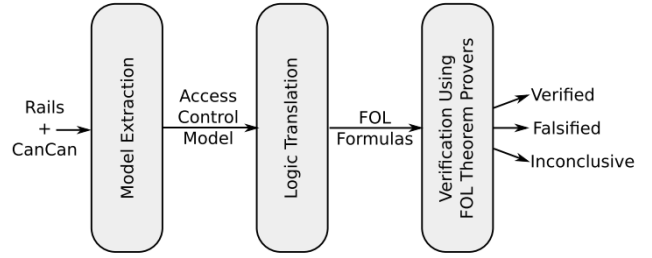 Rails
+
CanCan
Model Extraction
Access
Control
Model
Logic Translation
FOL
Formulas
Verification Using
FOL Theorem Provers
Verified
Falsified
Inconclusive